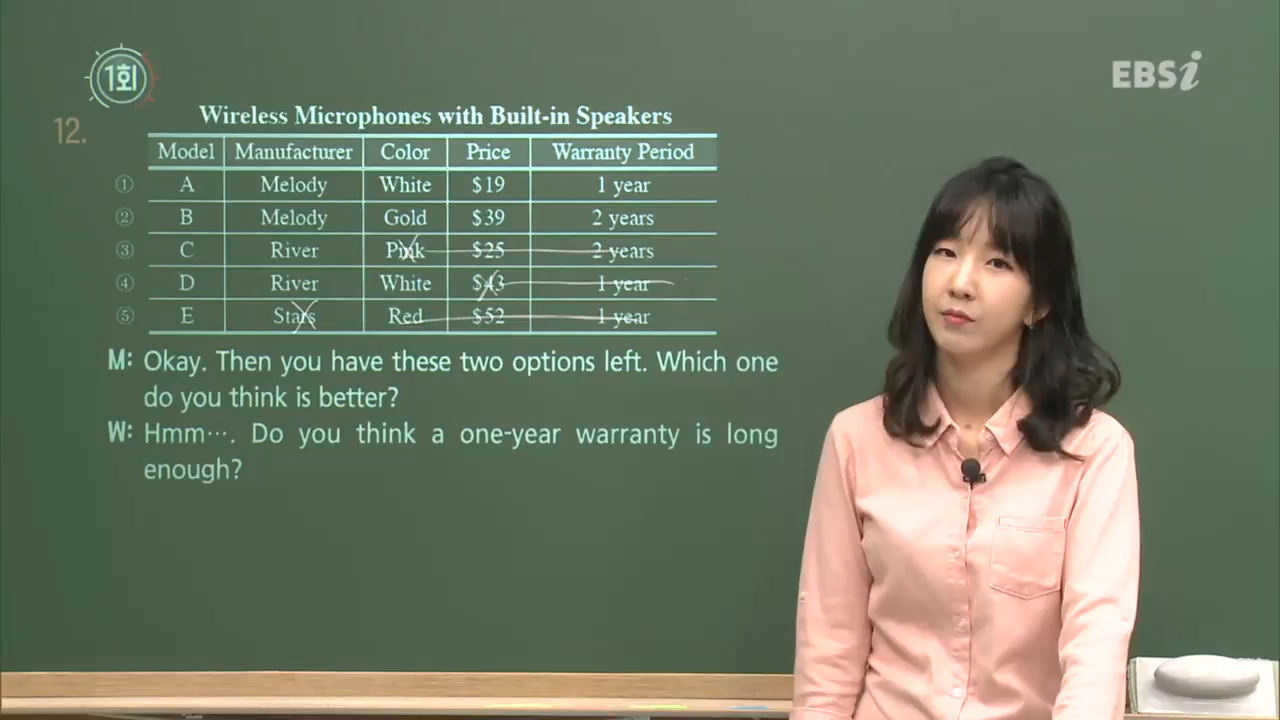 1회
EBSi
12.
Wireless Microphones with Built-in Speakers
Model Manufacturer Color Price Warranty Period
① A Melody White $19 1 year
② B Melody Gold $39 2 years
③ C River Pink $25 2 years
④ D River White $43 1 year
⑤ E Stars Red $52 1 year
M: Okay. Then you have these two options left. Which one
do you think is better?
W: Hmm…. Do you think a one-year warranty is long
enough?